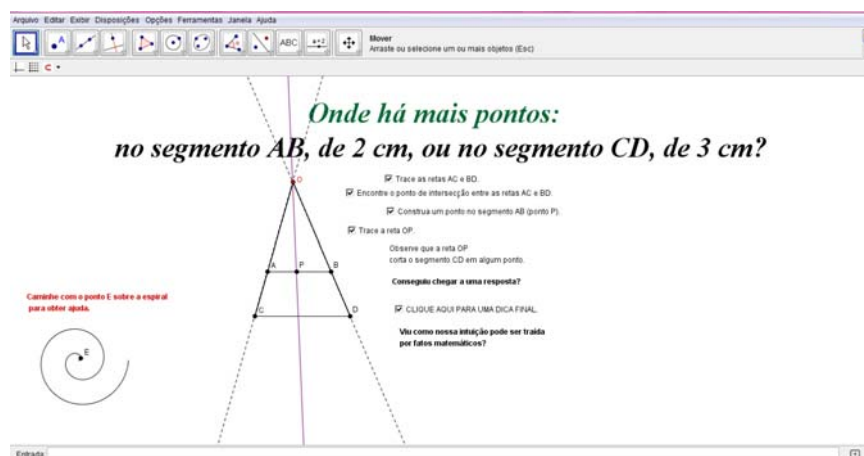 Arquivo Editar Exibir Disposições Opções Ferramentas Janela Ajuda
A
ABC
a=2
Mover
Arraste ou selecione um ou mais objetos (Esc)
Onde há mais pontos:
no segmento AB, de 2 cm, ou no segmento CD, de 3 cm?
O
Trace as retas AC e BD.
Encontre o ponto de intersecção entre as retas AC e BD.
Construa um ponto no segmento AB (ponto P).
Trace a reta OP.
Observe que a reta OP
corta o segmento CD em algum ponto.
A P B
Conseguiu chegar a uma resposta?
Caminhe com o ponto E sobre a espiral
para obter ajuda.
C D
CLIQUE AQUI PARA UMA DICA FINAL.
Viu como nossa intuição pode ser traída
por fatos matemáticos?
E
Entrada: